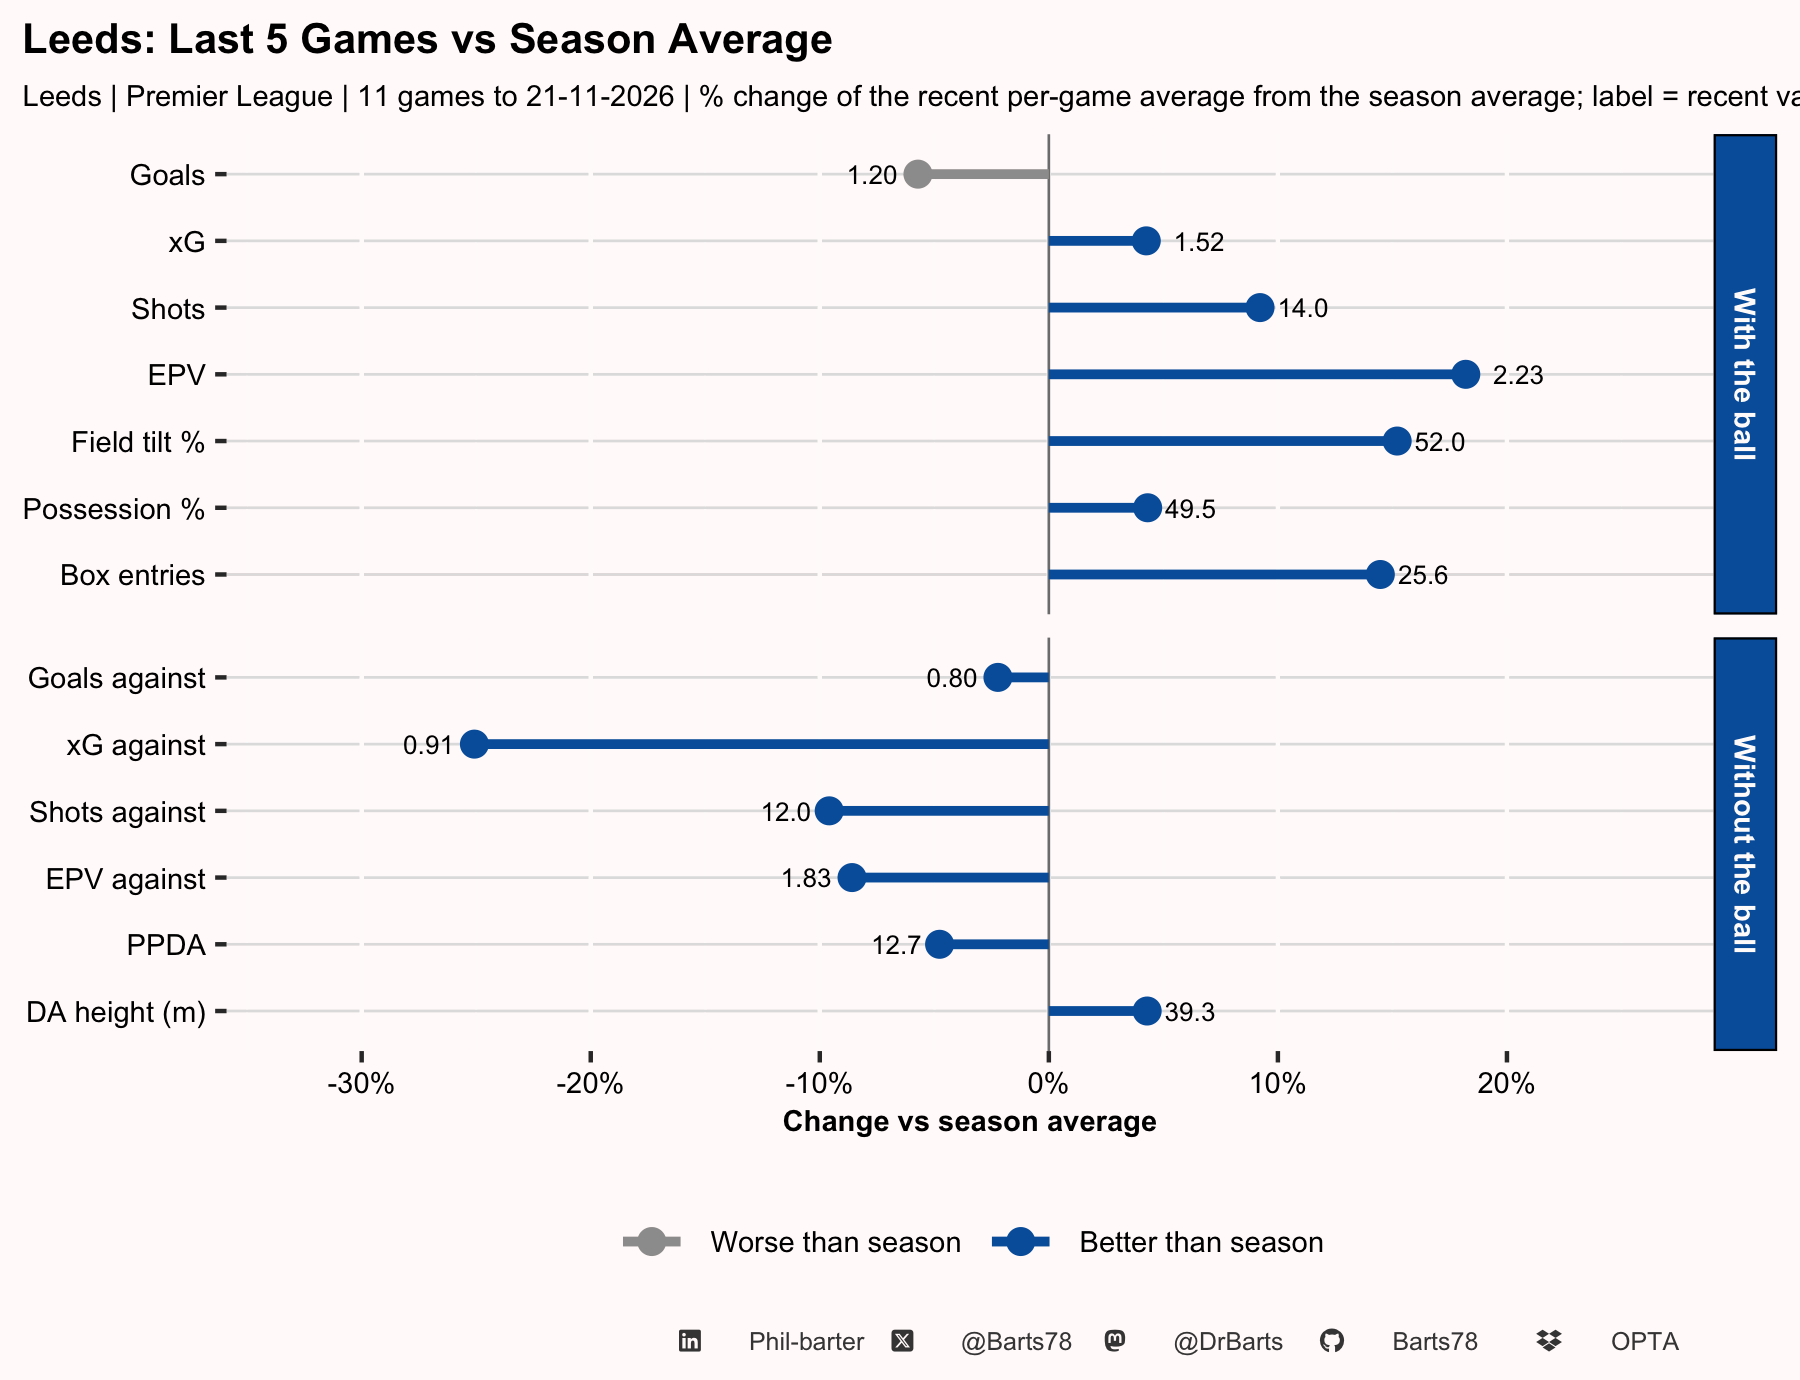 Leeds: Last 5 Games vs Season Average
Leeds | Premier League | 11 games to 21-11-2026 | % change of the recent per-game average from the season average; label = recent va
Goals
1.20
xG
1.52
Shots
14.0
EPV
2.23
Field tilt %
52.0
Possession %
49.5
Box entries
25.6
With the ball
Goals against
0.80
xG against
0.91
Shots against
12.0
EPV against
1.83
PPDA
12.7
DA height (m)
39.3
Without the ball
-30% -20% -10% 0% 10% 20%
Change vs season average
Worse than season Better than season
Phil-barter @Barts78 @DrBarts Barts78 OPTA